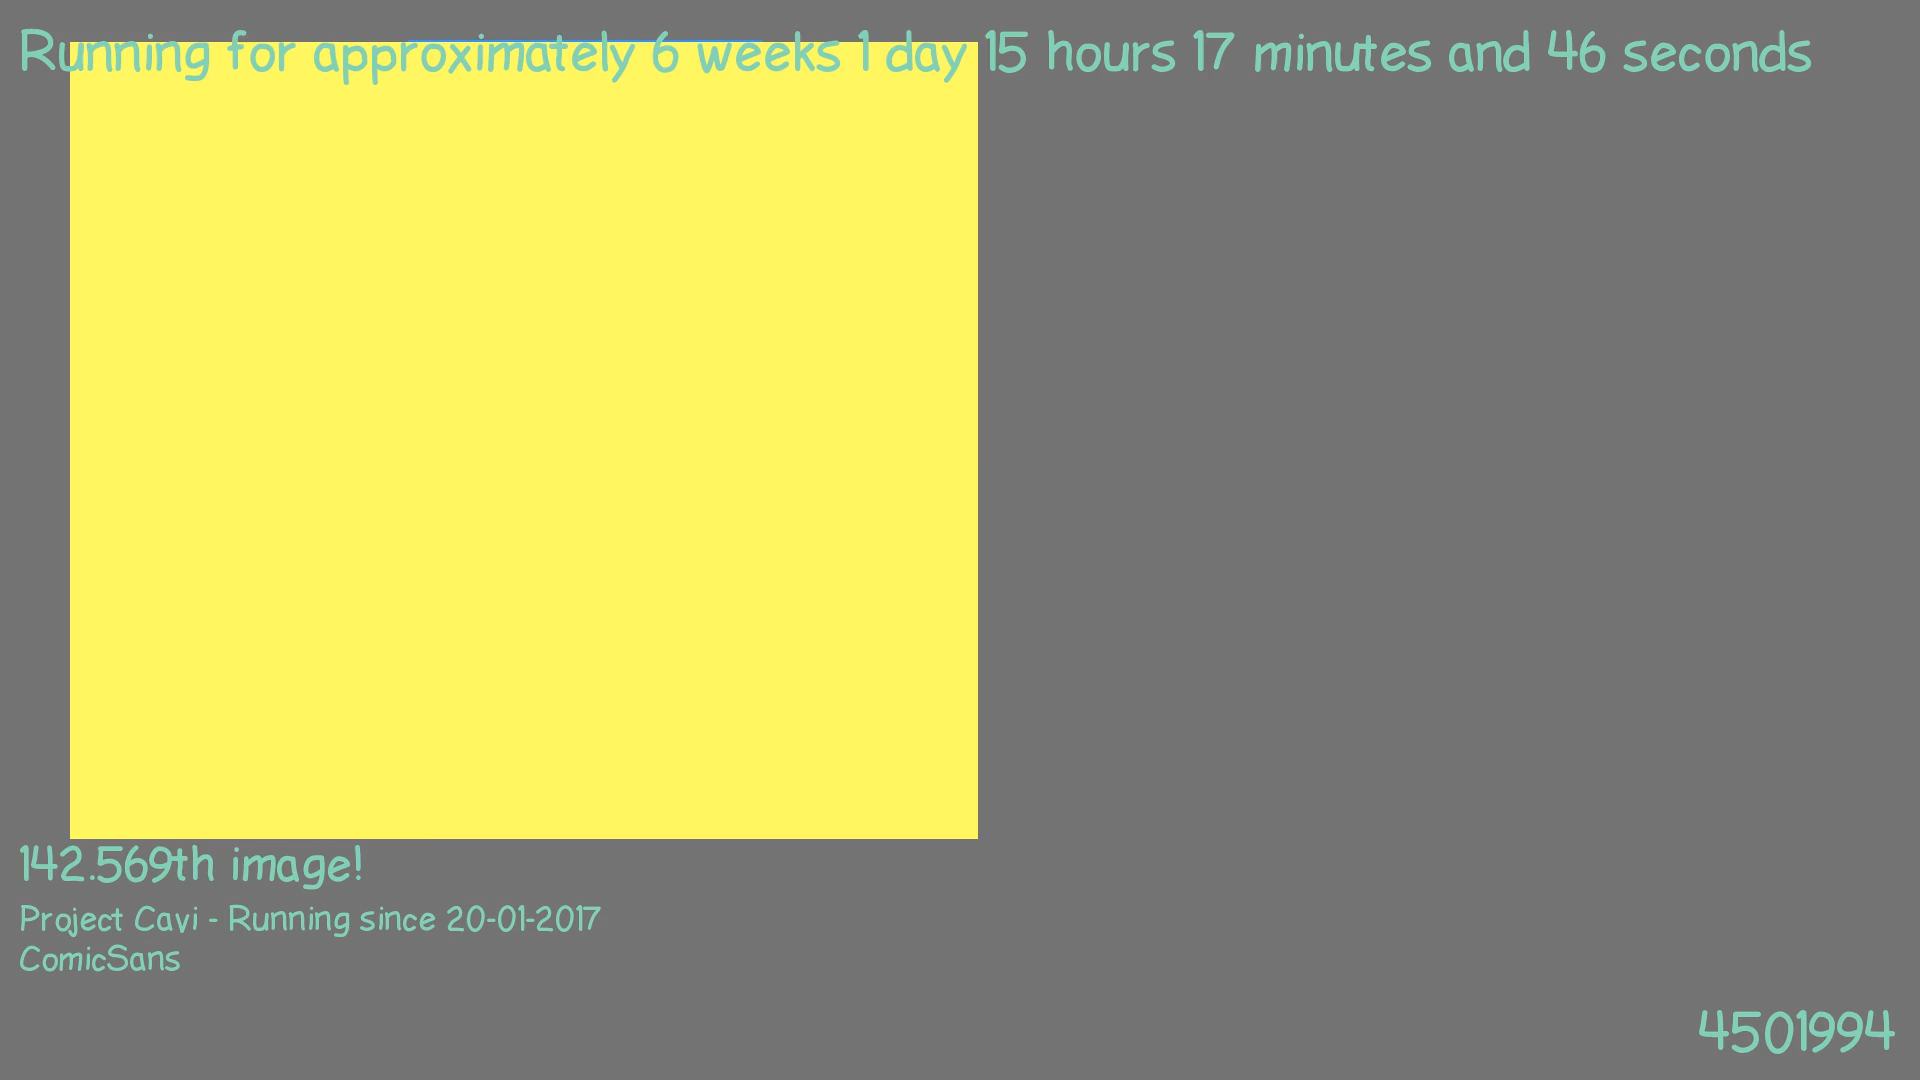 Running for approximately 6 weeks 1 day 15 hours 17 minutes and 46 seconds
142.569th image!
Project Cavi - Running since 20-01-2017
ComicSans
4501994